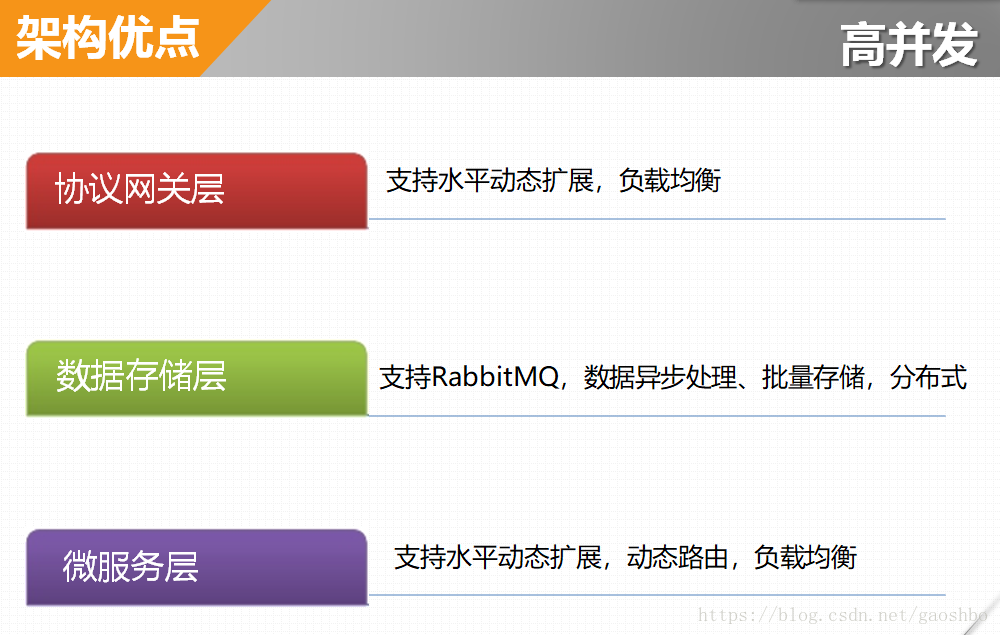 架构优点
高并发
协议网关层
支持水平动态扩展，负载均衡
数据存储层
支持RabbitMQ，数据异步处理、批量存储，分布式
微服务层
支持水平动态扩展，动态路由，负载均衡
https://blog.csdn.net/gaoshbo